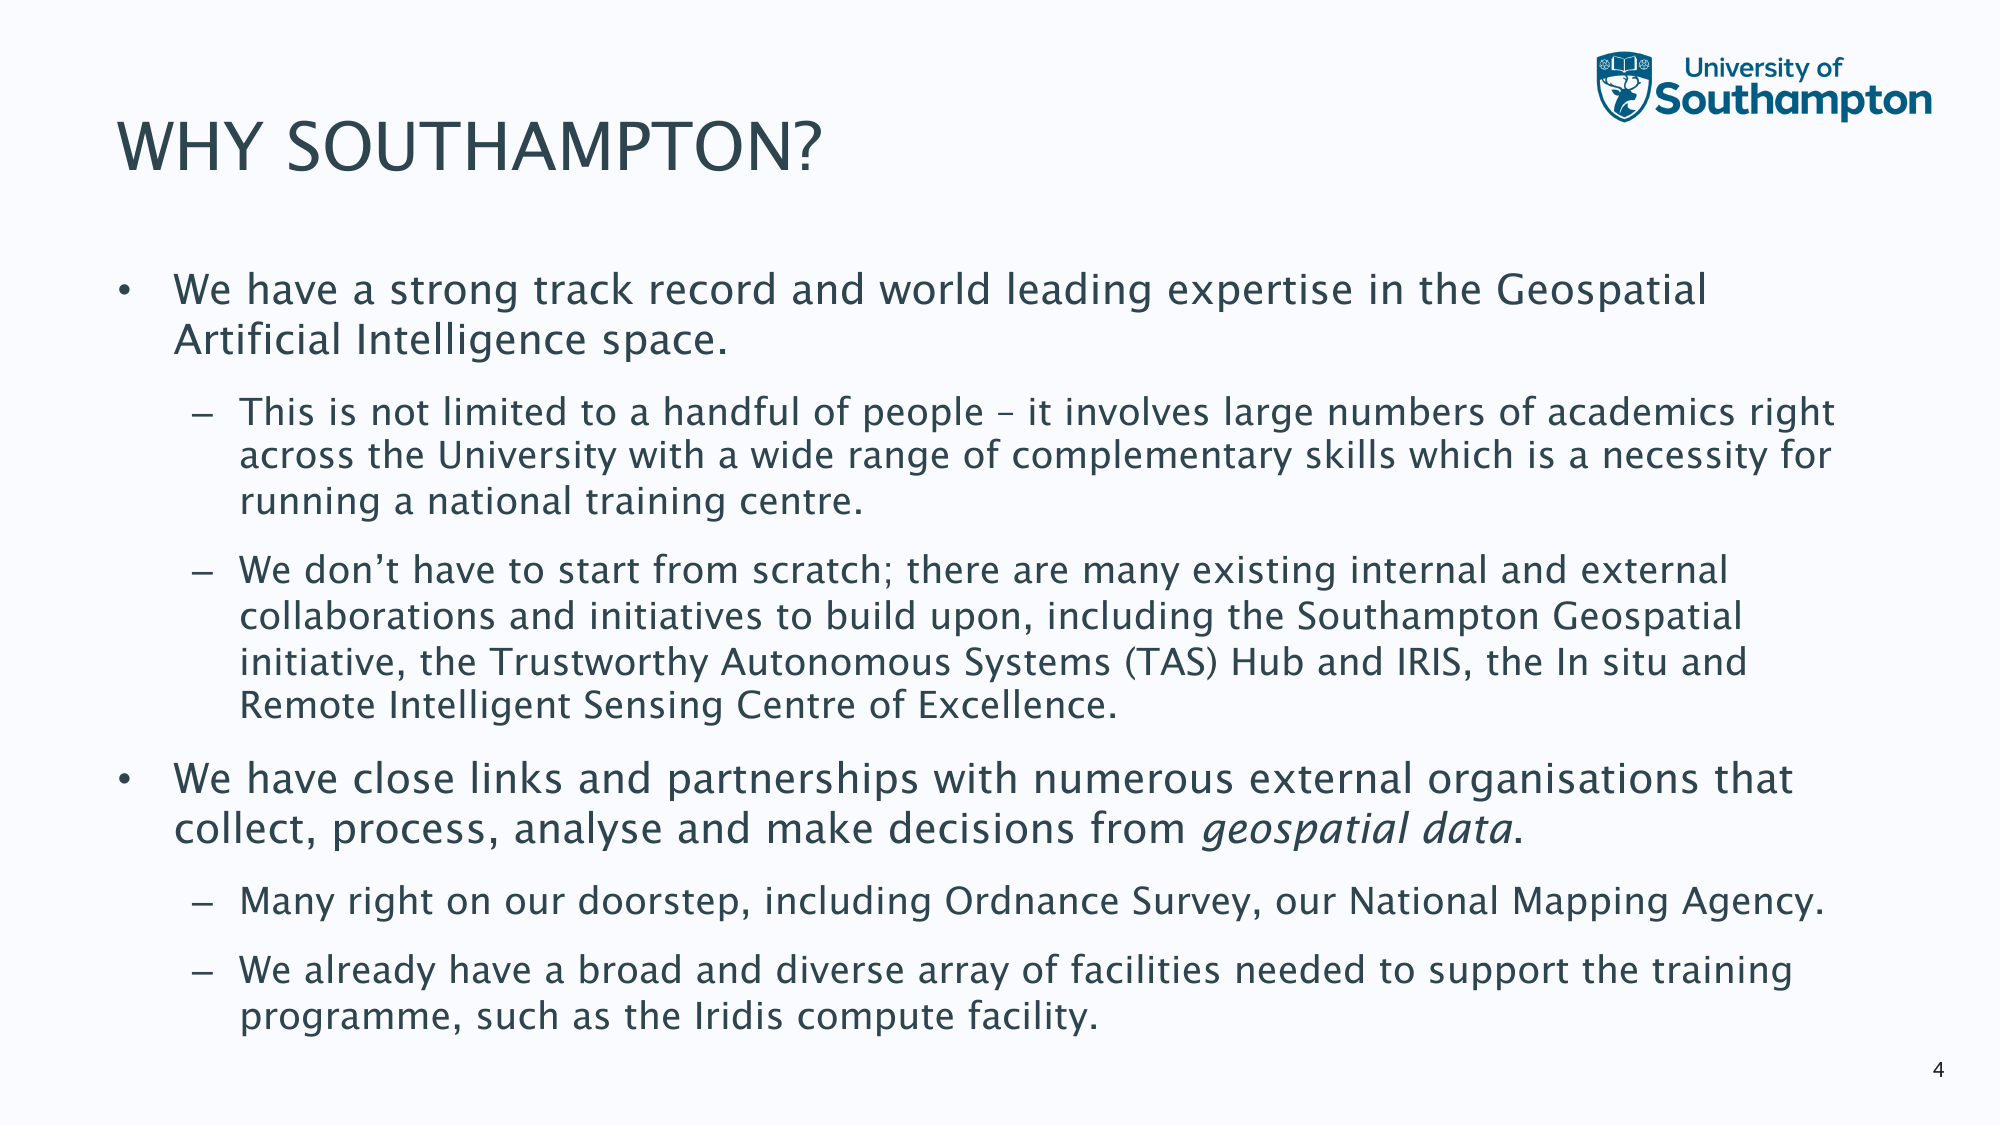 University of
Southampton
WHY SOUTHAMPTON?
• We have a strong track record and world leading expertise in the Geospatial
Artificial Intelligence space.
– This is not limited to a handful of people – it involves large numbers of academics right
across the University with a wide range of complementary skills which is a necessity for
running a national training centre.
– We don’t have to start from scratch; there are many existing internal and external
collaborations and initiatives to build upon, including the Southampton Geospatial
initiative, the Trustworthy Autonomous Systems (TAS) Hub and IRIS, the In situ and
Remote Intelligent Sensing Centre of Excellence.
• We have close links and partnerships with numerous external organisations that
collect, process, analyse and make decisions from geospatial data.
– Many right on our doorstep, including Ordnance Survey, our National Mapping Agency.
– We already have a broad and diverse array of facilities needed to support the training
programme, such as the Iridis compute facility.
4